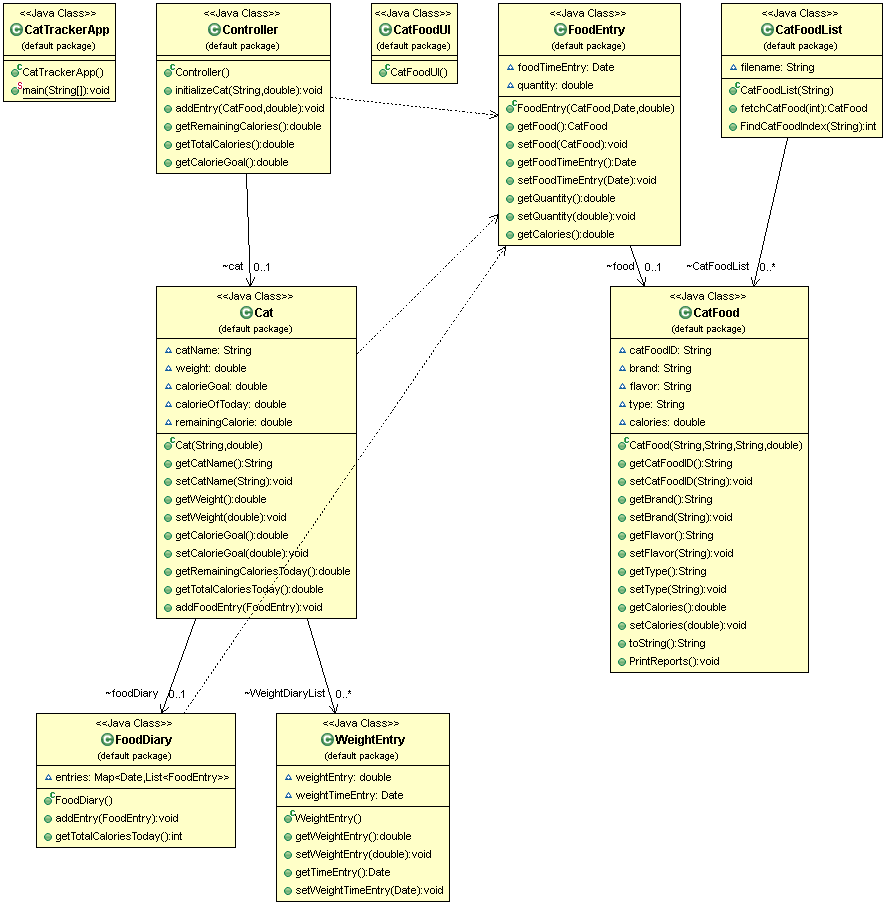 <<Java Class>>
CatTrackerApp
(default package)
CatTrackerApp()
main(String[]):void
<<Java Class>>
Controller
(default package)
Controller()
initializeCat(String,double):void
addEntry(CatFood,double):void
getRemainingCalories():double
getTotalCalories():double
getCalorieGoal():double
<<Java Class>>
CatFoodUI
(default package)
CatFoodUI()
<<Java Class>>
FoodEntry
(default package)
foodTimeEntry: Date
quantity: double
FoodEntry(CatFood,Date,double)
getFood():CatFood
setFood(CatFood):void
getFoodTimeEntry():Date
setFoodTimeEntry(Date):void
getQuantity():double
setQuantity(double):void
getCalories():double
<<Java Class>>
CatFoodList
(default package)
filename: String
CatFoodList(String)
fetchCatFood(int):CatFood
FindCatFoodIndex(String):int
~cat 0..1
~food 0..1
~CatFoodList 0..*
<<Java Class>>
Cat
(default package)
catName: String
weight: double
calorieGoal: double
calorieOfToday: double
remainingCalorie: double
Cat(String,double)
getCatName():String
setCatName(String):void
getWeight():double
setWeight(double):void
getCalorieGoal():double
setCalorieGoal(double):void
getRemainingCaloriesToday():double
getTotalCaloriesToday():double
addFoodEntry(FoodEntry):void
<<Java Class>>
CatFood
(default package)
catFoodID: String
brand: String
flavor: String
type: String
calories: double
CatFood(String,String,String,double)
getCatFoodID():String
setCatFoodID(String):void
getBrand():String
setBrand(String):void
getFlavor():String
setFlavor(String):void
getType():String
setType(String):void
getCalories():double
setCalories(double):void
toString():String
PrintReports():void
~foodDiary 0..1
~WeightDiaryList 0..*
<<Java Class>>
FoodDiary
(default package)
entries: Map<Date,List<FoodEntry>>
FoodDiary()
addEntry(FoodEntry):void
getTotalCaloriesToday():int
<<Java Class>>
WeightEntry
(default package)
weightEntry: double
weightTimeEntry: Date
WeightEntry()
getWeightEntry():double
setWeightEntry(double):void
getTimeEntry():Date
setWeightTimeEntry(Date):void